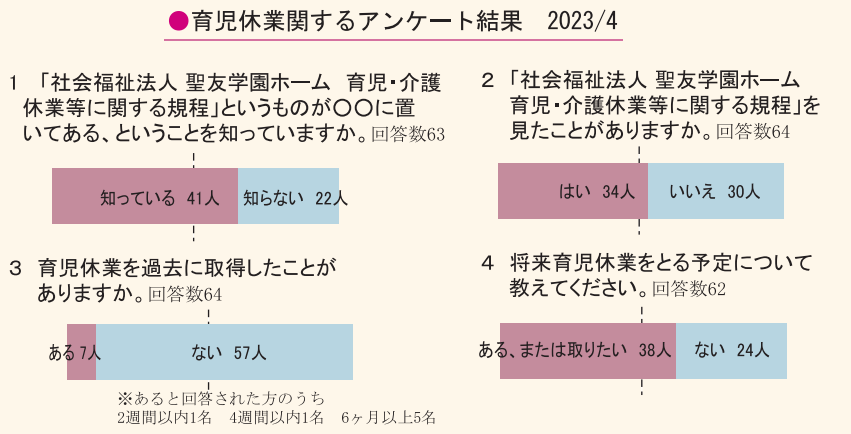 ●育児休業関するアンケート結果　2023/4
1　「社会福祉法人 聖友学園ホーム　育児・介護
休業等に関する規程」というものが〇〇に置
いてある、ということを知っていますか。回答数63
知っている 41人　知らない 22人
2　「社会福祉法人 聖友学園ホーム
育児・介護休業等に関する規程」を
見たことがありますか。回答数64
はい 34人　いいえ 30人
3　育児休業を過去に取得したことが
ありますか。回答数64
ある 7人　ない 57人
※あると回答された方のうち
2週間以内1名　4週間以内1名　6ヶ月以上5名
4　将来育児休業をとる予定について
教えてください。回答数62
ある、または取りたい 38人　ない 24人